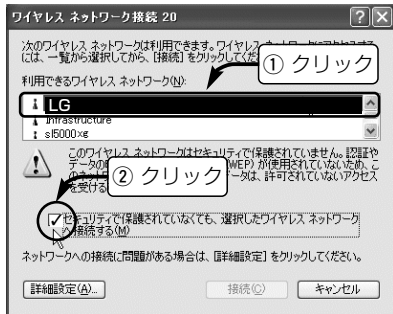 ワイヤレス ネットワーク接続 20
次のワイヤレス ネットワークは利用できます。ワイヤレス
には、一覧から選択してから、[接続] をクリックしてくだ
① クリック
利用できるワイヤレス ネットワーク(N):
LG
Infrastructure
sl5000xg
このワイヤレス ネットワークはセキュリティで保護されていません。認証や
データの
WEP) が使用されていないため、こ
② クリック
ータは、許可されていないアクセス
を受ける
セキュリティで保護されていなくても、選択したワイヤレス ネットワーク
へ接続する(M)
ネットワークへの接続に問題がある場合は、[詳細設定] をクリックしてください。
詳細設定(A)...
接続(C)
キャンセル